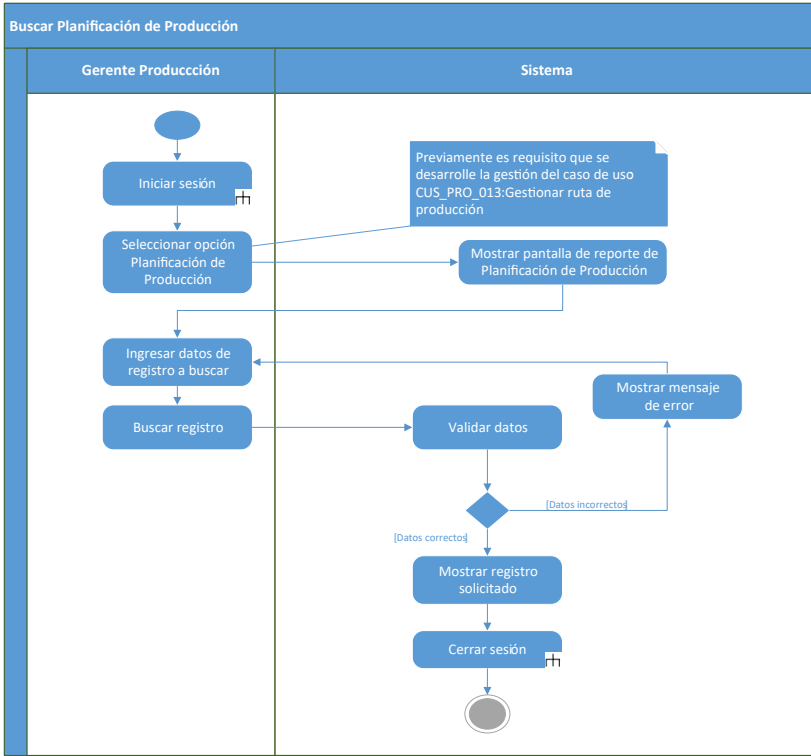 Buscar Planificación de Producción
Gerente Produccción
Sistema
Iniciar sesión
Previamente es requisito que se
desarrolle la gestión del caso de uso
CUS_PRO_013:Gestionar ruta de
producción
Seleccionar opción
Planificación de
Producción
Mostrar pantalla de reporte de
Planificación de Producción
Ingresar datos de
registro a buscar
Mostrar mensaje
de error
Buscar registro
Validar datos
[Datos incorrectos]
[Datos correctos]
Mostrar registro
solicitado
Cerrar sesión